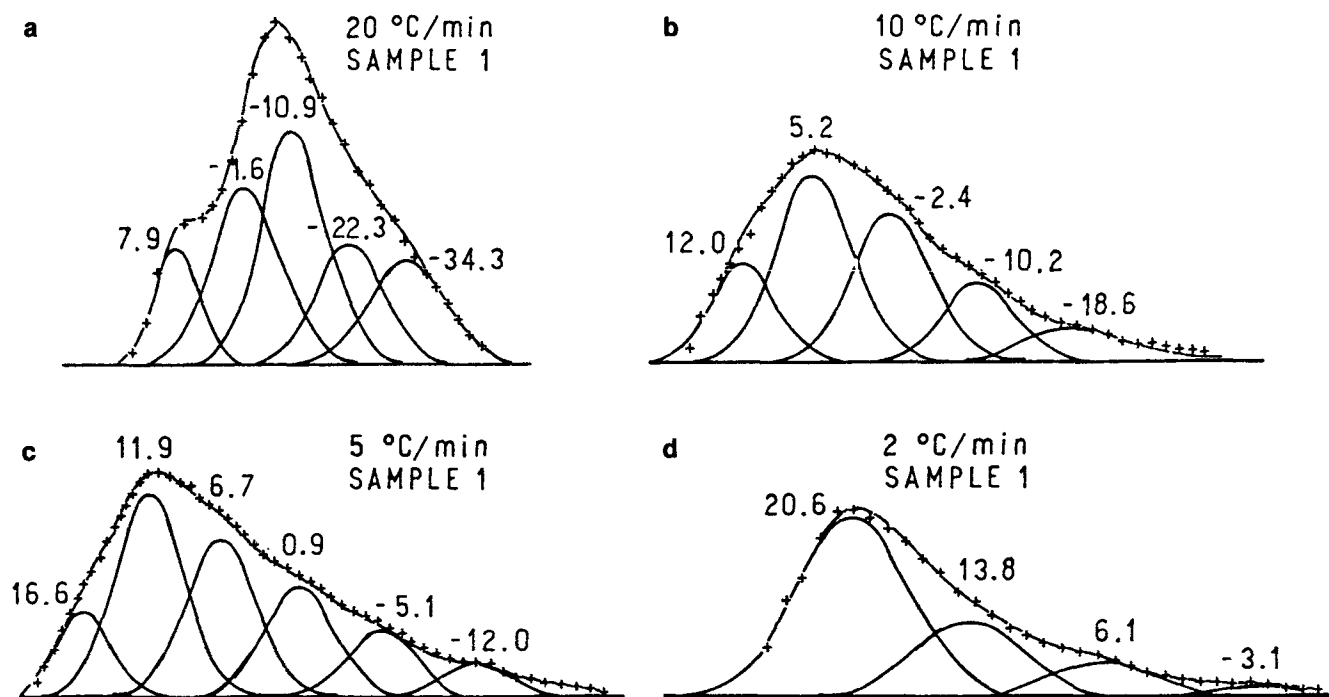 a
20 °C/min
SAMPLE 1
-10.9
- 1.6
7.9
- 22.3
-34.3
b
10 °C/min
SAMPLE 1
5.2
12.0
-2.4
-10.2
-18.6
c
5 °C/min
SAMPLE 1
11.9
6.7
16.6
0.9
- 5.1
-12.0
d
2 °C/min
SAMPLE 1
20.6
13.8
6.1
-3.1